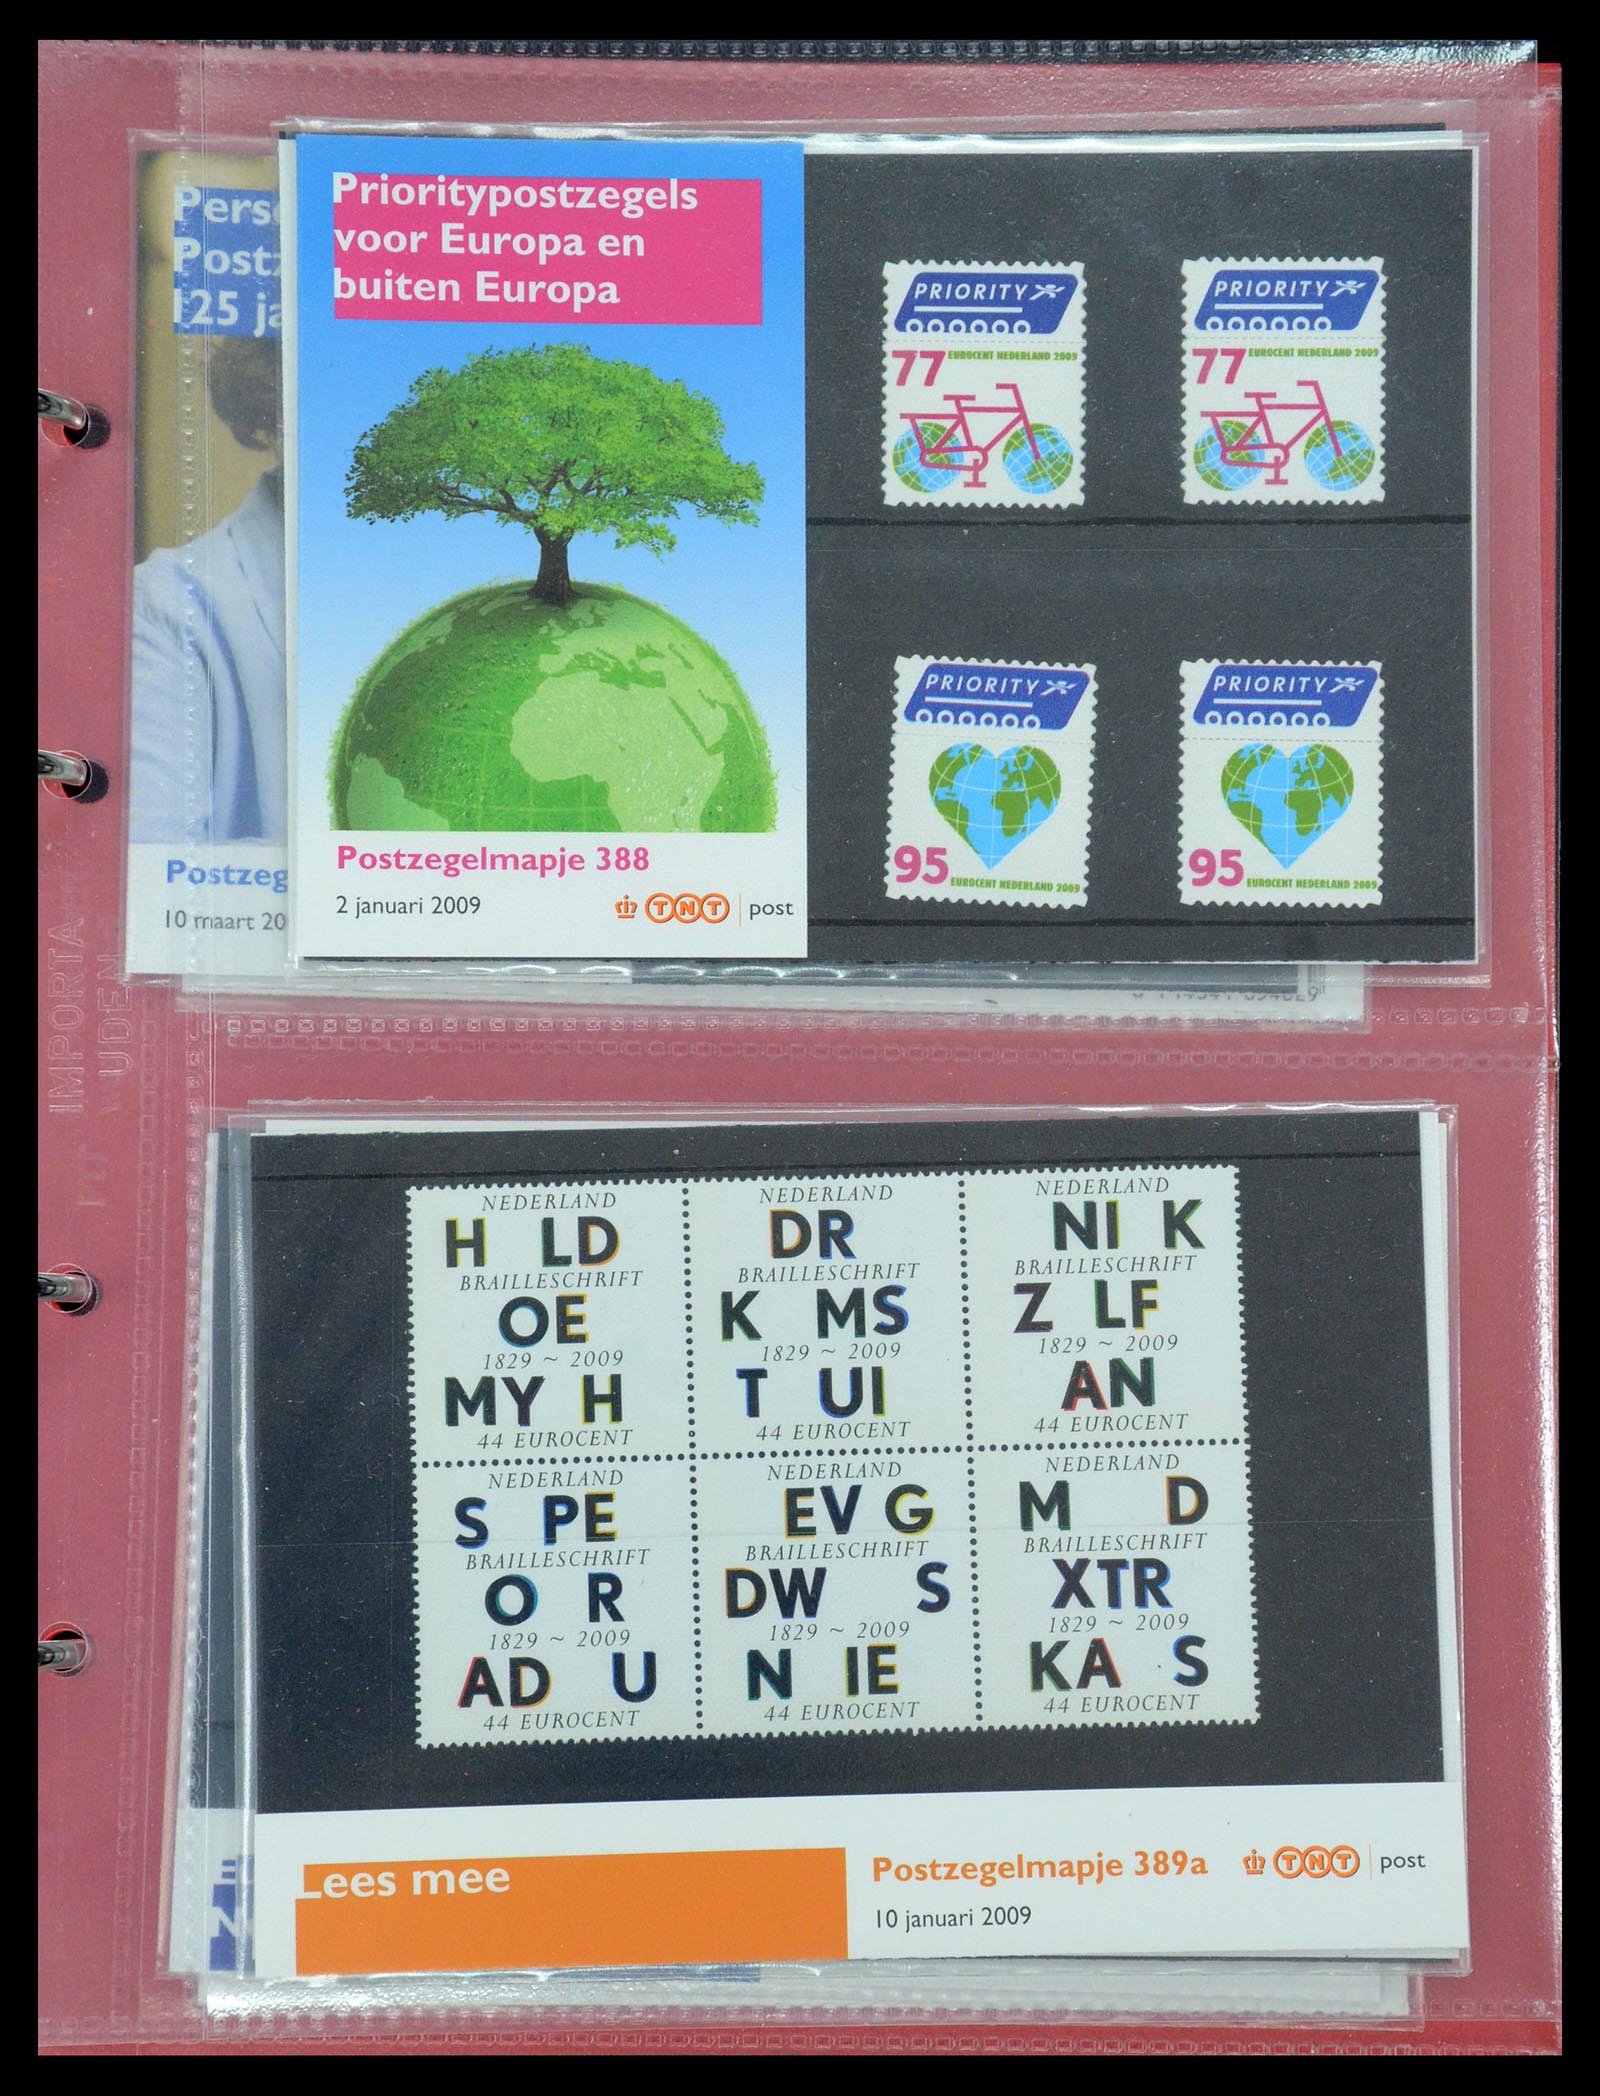 Prioritypostzegels
voor Europa en
buiten Europa
Postzegelmapje 388
2 januari 2009
TNT post
Pers
Post
125 ja
Postzeg
10 maart 20
PRIORITY
77 EUROCENT NEDERLAND 2009
PRIORITY
77 EUROCENT NEDERLAND 2009
PRIORITY
95 EUROCENT NEDERLAND 2009
PRIORITY
95 EUROCENT NEDERLAND 2009
IMPORTA
UDEN
NEDERLAND
H LD
BRAILLESCHRIFT
OE
1829 ~ 2009
MY H
44 EUROCENT
NEDERLAND
DR
BRAILLESCHRIFT
K MS
1829 ~ 2009
T UI
44 EUROCENT
NEDERLAND
NI K
BRAILLESCHRIFT
Z LF
1829 ~ 2009
AN
44 EUROCENT
NEDERLAND
S PE
BRAILLESCHRIFT
O R
1829 ~ 2009
AD U
44 EUROCENT
NEDERLAND
EV G
BRAILLESCHRIFT
DW S
1829 ~ 2009
N IE
44 EUROCENT
NEDERLAND
M D
BRAILLESCHRIFT
XTR
1829 ~ 2009
KA S
44 EUROCENT
Lees mee
Postzegelmapje 389a
10 januari 2009
TNT post